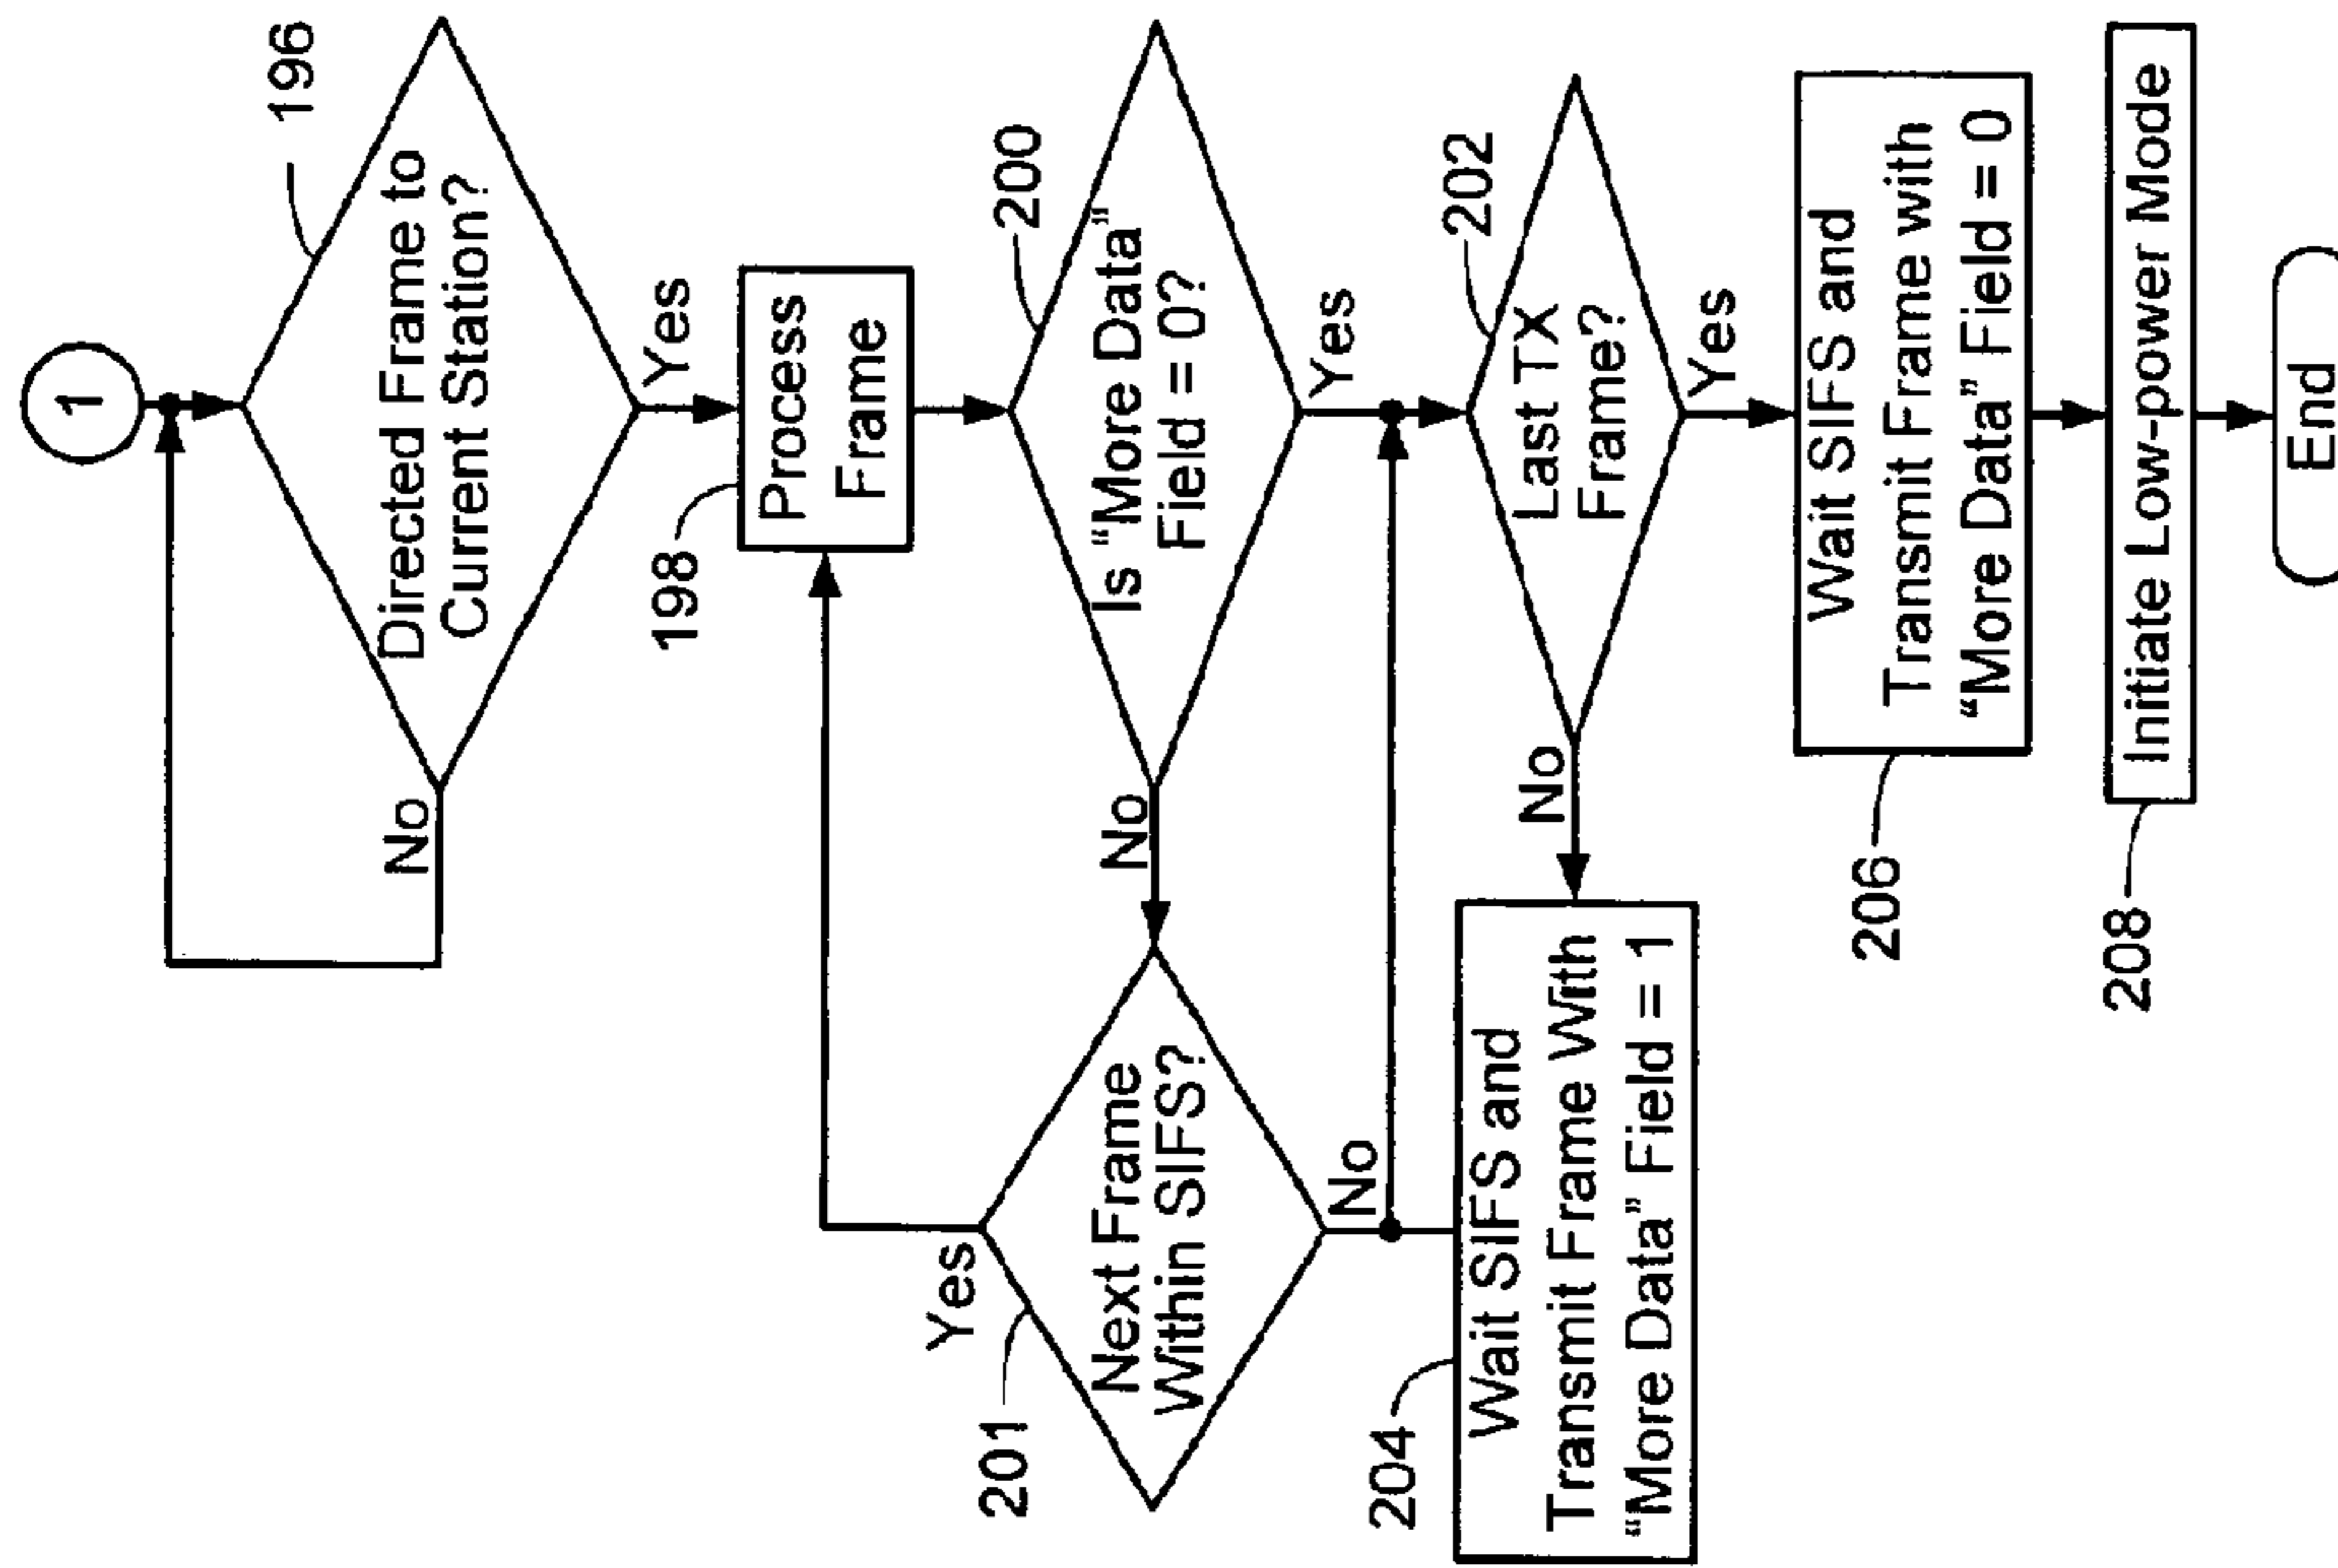 1
196
Directed Frame to
Current Station?
No
Yes
198
Process
Frame
200
Is “More Data”
Field = 0?
No
Yes
201
Next Frame
Within SIFS?
Yes
No
202
Last TX
Frame?
No
Yes
204
Wait SIFS and
Transmit Frame With
“More Data” Field = 1
206
Wait SIFS and
Transmit Frame with
“More Data” Field = 0
208
Initiate Low-power Mode
End